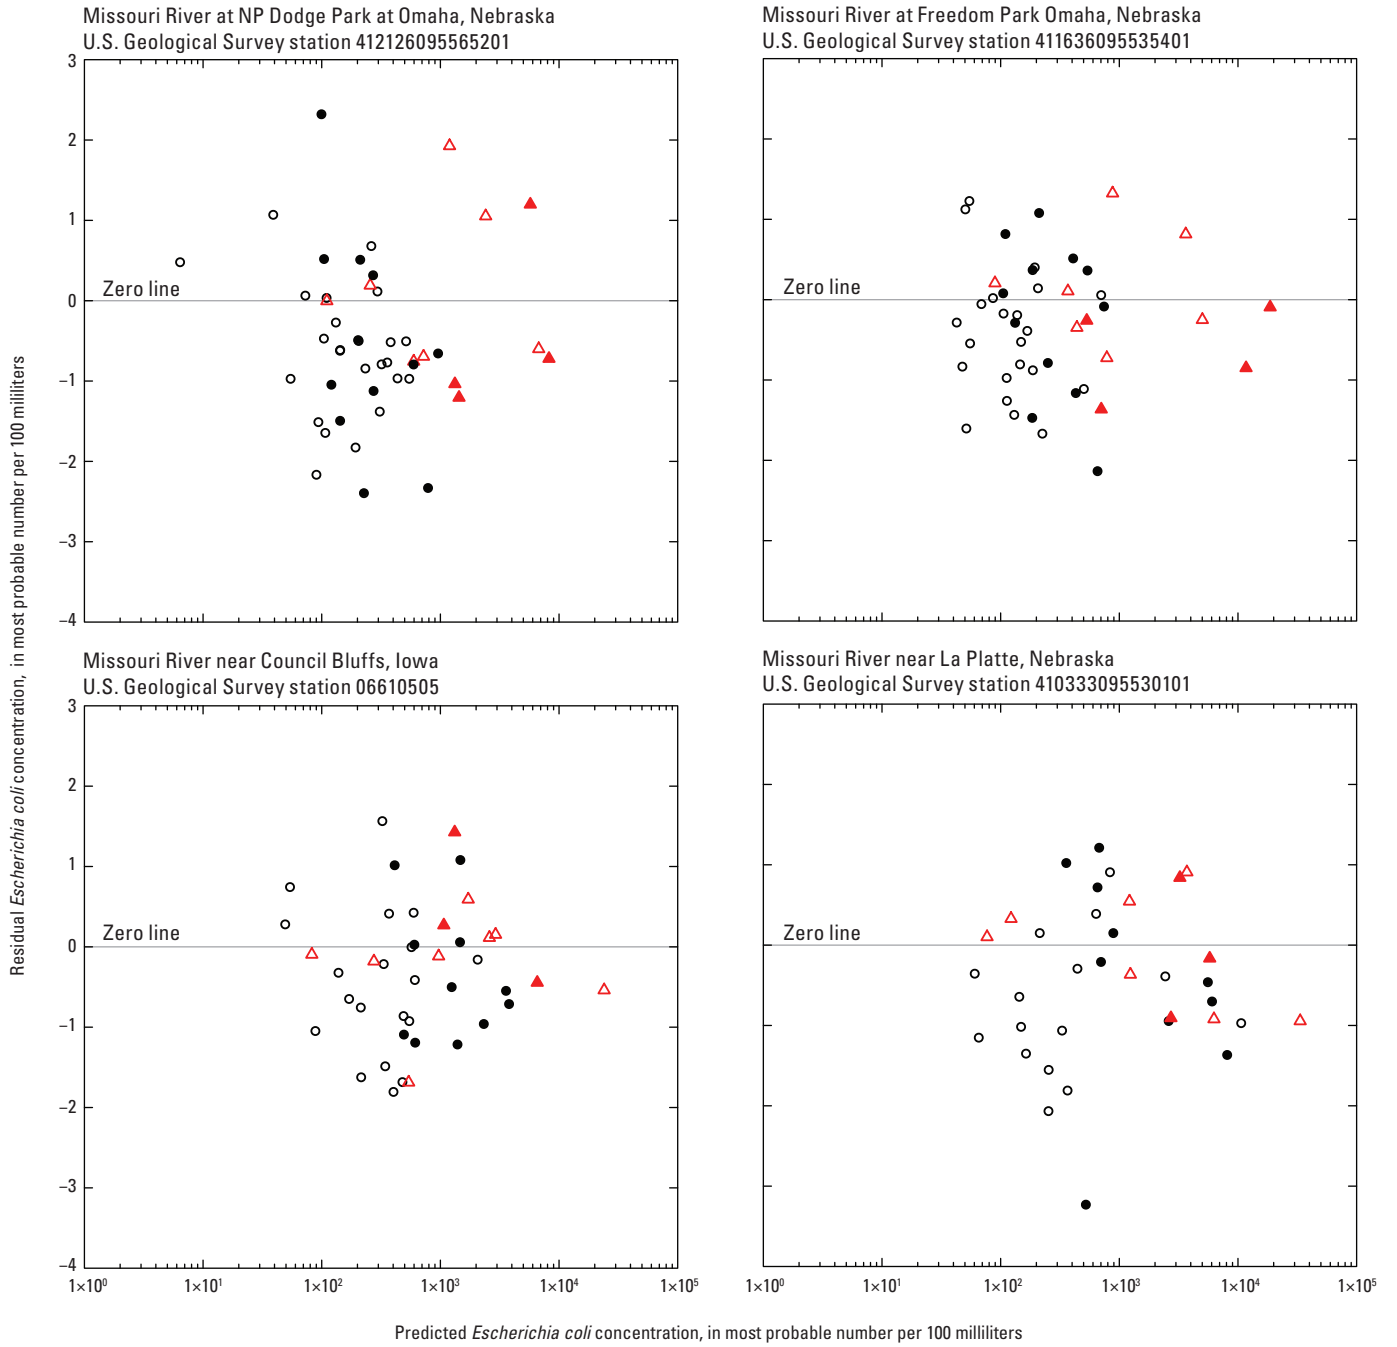 Missouri River at NP Dodge Park at Omaha, Nebraska
U.S. Geological Survey station 412126095565201
3
2
1
0
–1
–2
–3
–4
Zero line
Missouri River at Freedom Park Omaha, Nebraska
U.S. Geological Survey station 411636095535401
Zero line
Missouri River near Council Bluffs, Iowa
U.S. Geological Survey station 06610505
3
2
1
0
–1
–2
–3
–4
Zero line
1×10⁰ 1×10¹ 1×10² 1×10³ 1×10⁴ 1×10⁵
Missouri River near La Platte, Nebraska
U.S. Geological Survey station 410333095530101
Zero line
1×10⁰ 1×10¹ 1×10² 1×10³ 1×10⁴ 1×10⁵
Residual Escherichia coli concentration, in most probable number per 100 mililiters
Predicted Escherichia coli concentration, in most probable number per 100 milliliters